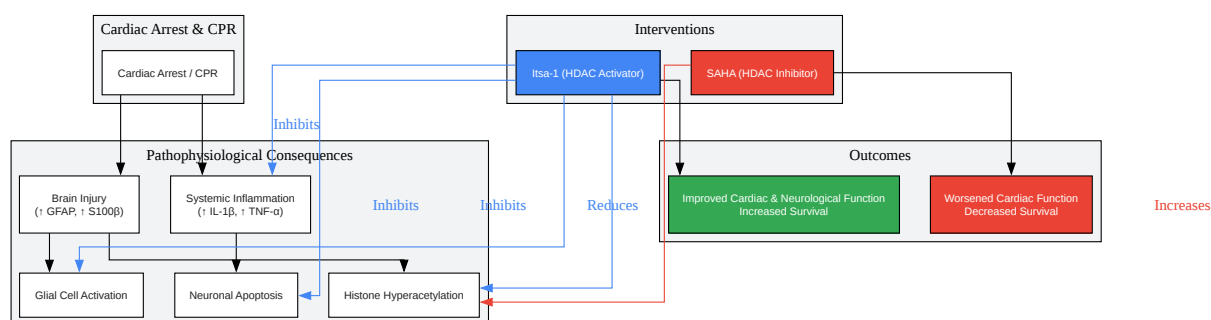 Cardiac Arrest & CPR
Cardiac Arrest / CPR
Interventions
Itsa-1 (HDAC Activator)
SAHA (HDAC Inhibitor)
Inhibits
Pathophysiological Consequences
Brain Injury
(↑ GFAP, ↑ S100β)
Systemic Inflammation
(↑ IL-1β, ↑ TNF-α)
Inhibits
Inhibits
Reduces
Glial Cell Activation
Neuronal Apoptosis
Histone Hyperacetylation
Outcomes
Improved Cardiac & Neurological Function
Increased Survival
Worsened Cardiac Function
Decreased Survival
Increases